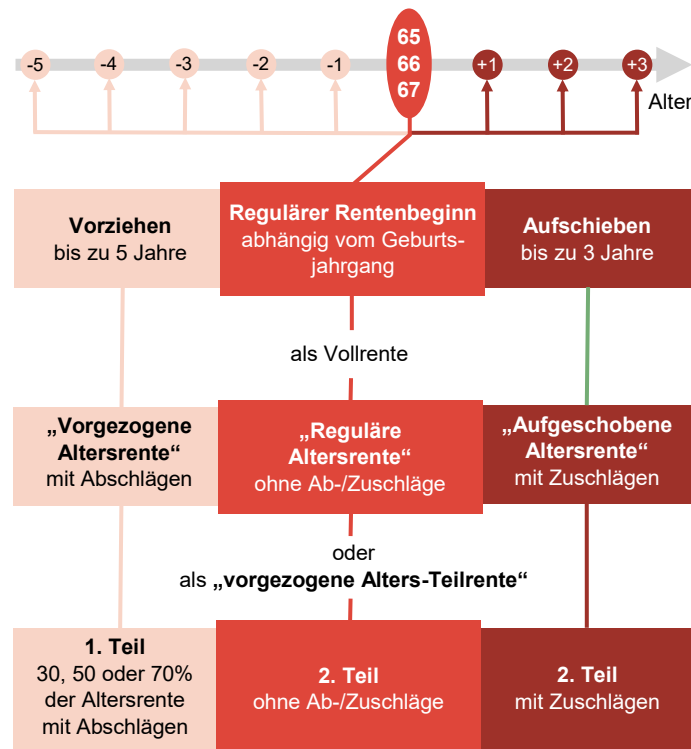 65
66
67
-5
-4
-3
-2
-1
+1
+2
+3
Alter
Vorziehen
bis zu 5 Jahre
Regulärer Rentenbeginn
abhängig vom Geburts-
jahrgang
Aufschieben
bis zu 3 Jahre
als Vollrente
„Vorgezogene
Altersrente“
mit Abschlägen
„Reguläre
Altersrente“
ohne Ab-/Zuschläge
„Aufgeschobene
Altersrente“
mit Zuschlägen
oder
als „vorgezogene Alters-Teilrente“
1. Teil
30, 50 oder 70%
der Altersrente
mit Abschlägen
2. Teil
ohne Ab-/Zuschläge
2. Teil
mit Zuschlägen